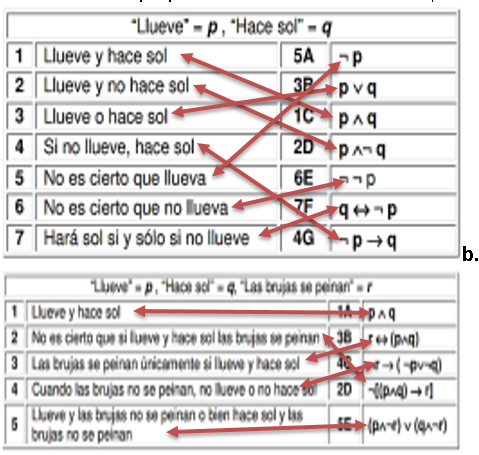 "Llueve" = p , "Hace sol" = q
1 Llueve y hace sol 5A ¬ p
2 Llueve y no hace sol 3B p ∨ q
3 Llueve o hace sol 1C p ∧ q
4 Si no llueve, hace sol 2D p ∧¬ q
5 No es cierto que llueva 6E ¬ ¬ p
6 No es cierto que no llueva 7F q ↔ ¬ p
7 Hará sol si y sólo si no llueve 4G ¬ p → q
b.
"Llueve" = p , "Hace sol" = q, "Las brujas se peinan" = r
1 Llueve y hace sol 1A p ∧ q
2 No es cierto que si llueve y hace sol las brujas se peinan 3B r ↔ (p∧q)
3 Las brujas se peinan únicamente si llueve y hace sol 4C ¬r → ( ¬p∨¬q)
4 Cuando las brujas no se peinan, no llueve o no hace sol 2D ¬[(p∧q) → r]
5 Llueve y las brujas no se peinan o bien hace sol y las
brujas no se peinan 5E (p∧¬r) ∨ (q∧¬r)